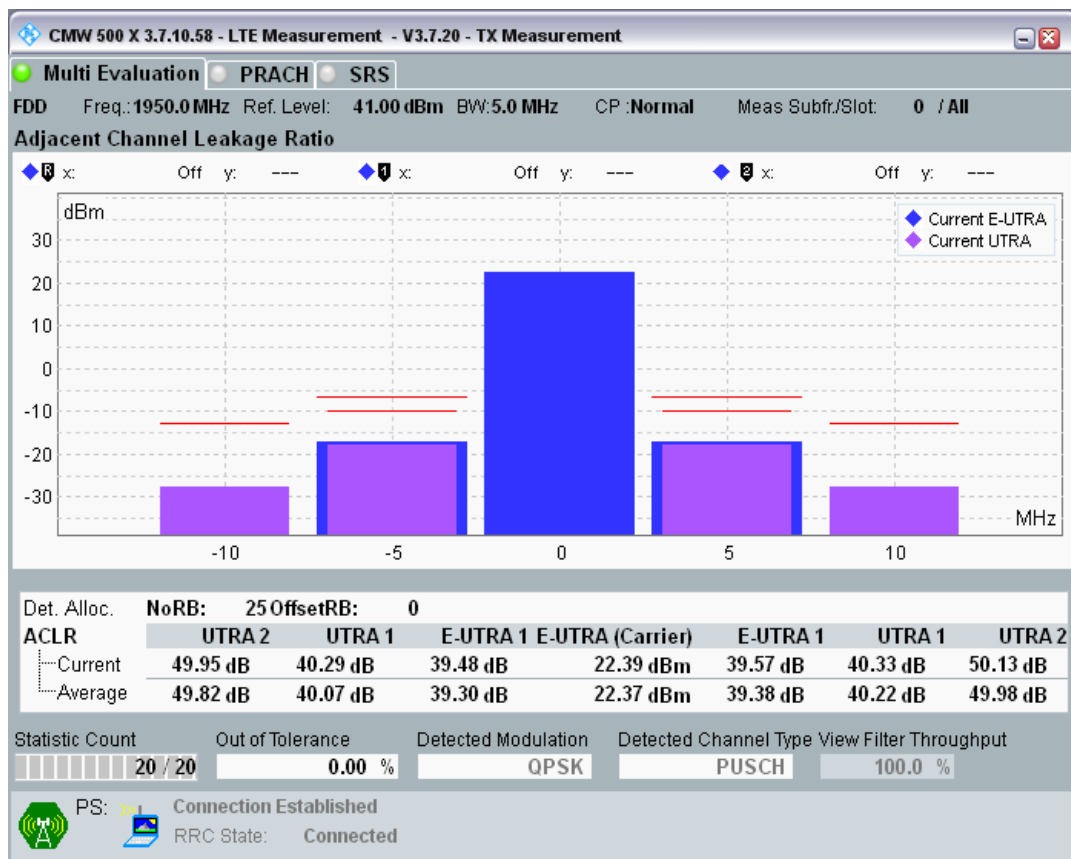 CMW 500 X 3.7.10.58 - LTE Measurement - V3.7.20 - TX Measurement
Multi Evaluation PRACH SRS
FDD Freq.: 1950.0 MHz Ref. Level: 41.00 dBm BW: 5.0 MHz CP : Normal Meas Subfr./Slot: 0 / All
Adjacent Channel Leakage Ratio
R x: Off y: --- 1 x: Off y: --- 2 x: Off y: ---
dBm
Current E-UTRA
Current UTRA
30
20
10
0
-10
-20
-30
MHz
-10 -5 0 5 10
Det. Alloc. NoRB: 25 OffsetRB: 0
ACLR UTRA 2 UTRA 1 E-UTRA 1 E-UTRA (Carrier) E-UTRA 1 UTRA 1 UTRA 2
Current 49.95 dB 40.29 dB 39.48 dB 22.39 dBm 39.57 dB 40.33 dB 50.13 dB
Average 49.82 dB 40.07 dB 39.30 dB 22.37 dBm 39.38 dB 40.22 dB 49.98 dB
Statistic Count Out of Tolerance Detected Modulation Detected Channel Type View Filter Throughput
20 / 20 0.00 % QPSK PUSCH 100.0 %
PS: Connection Established
RRC State: Connected